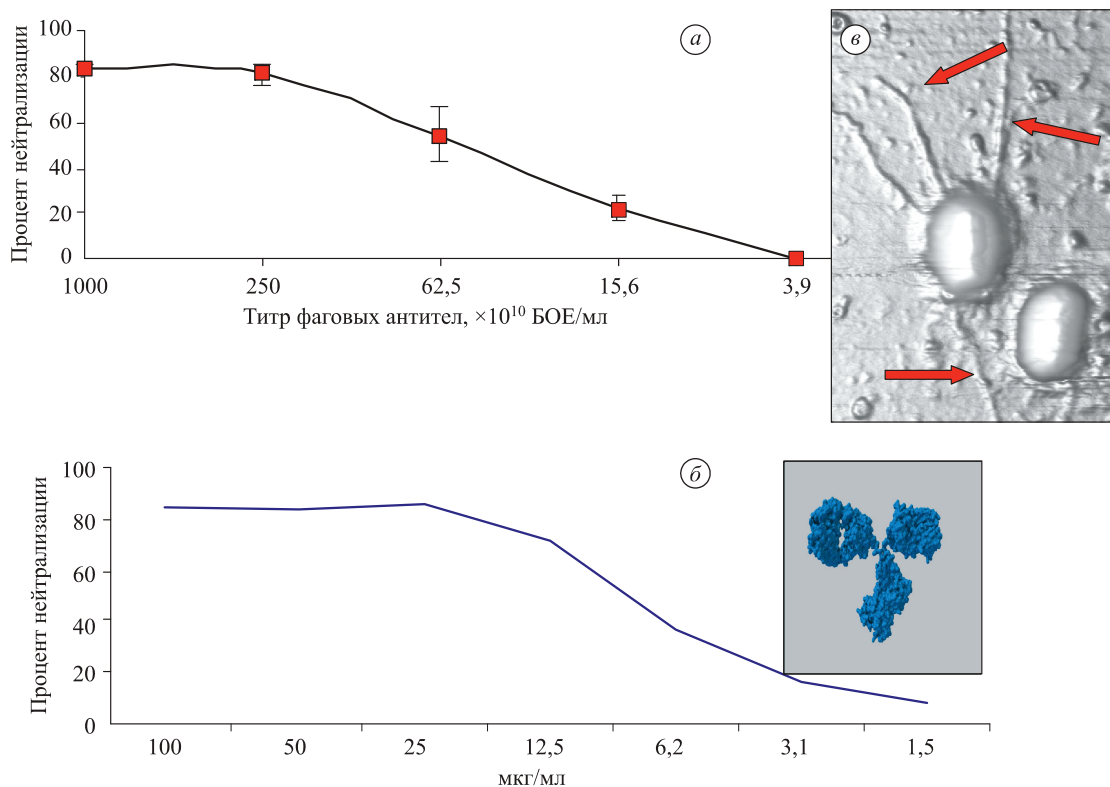 Процент нейтрализации
100
80
60
40
20
0
1000 250 62,5 15,6 3,9
Титр фаговых антител, ×10¹⁰ БОЕ/мл
а
в
Процент нейтрализации
100
80
60
40
20
0
100 50 25 12,5 6,2 3,1 1,5
мкг/мл
б